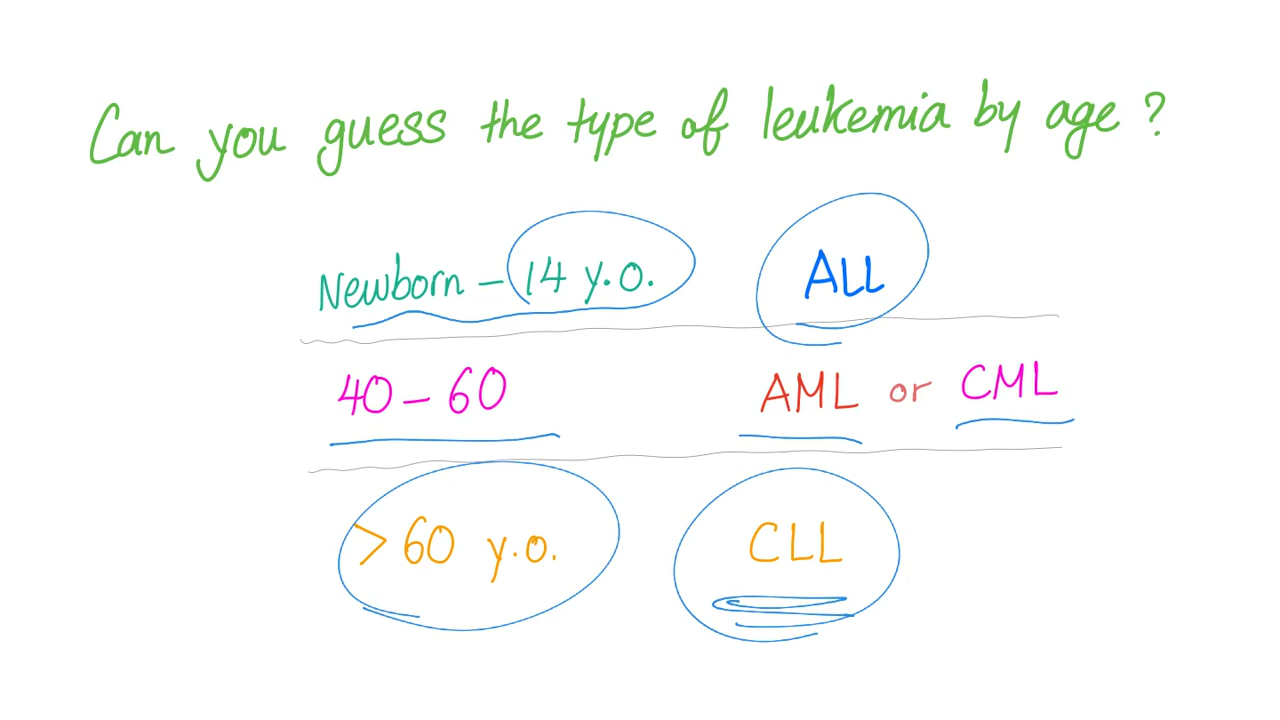 Can you guess the type of leukemia by age ?
Newborn – 14 y.o. ALL
40 – 60 AML or CML
> 60 y.o. CLL